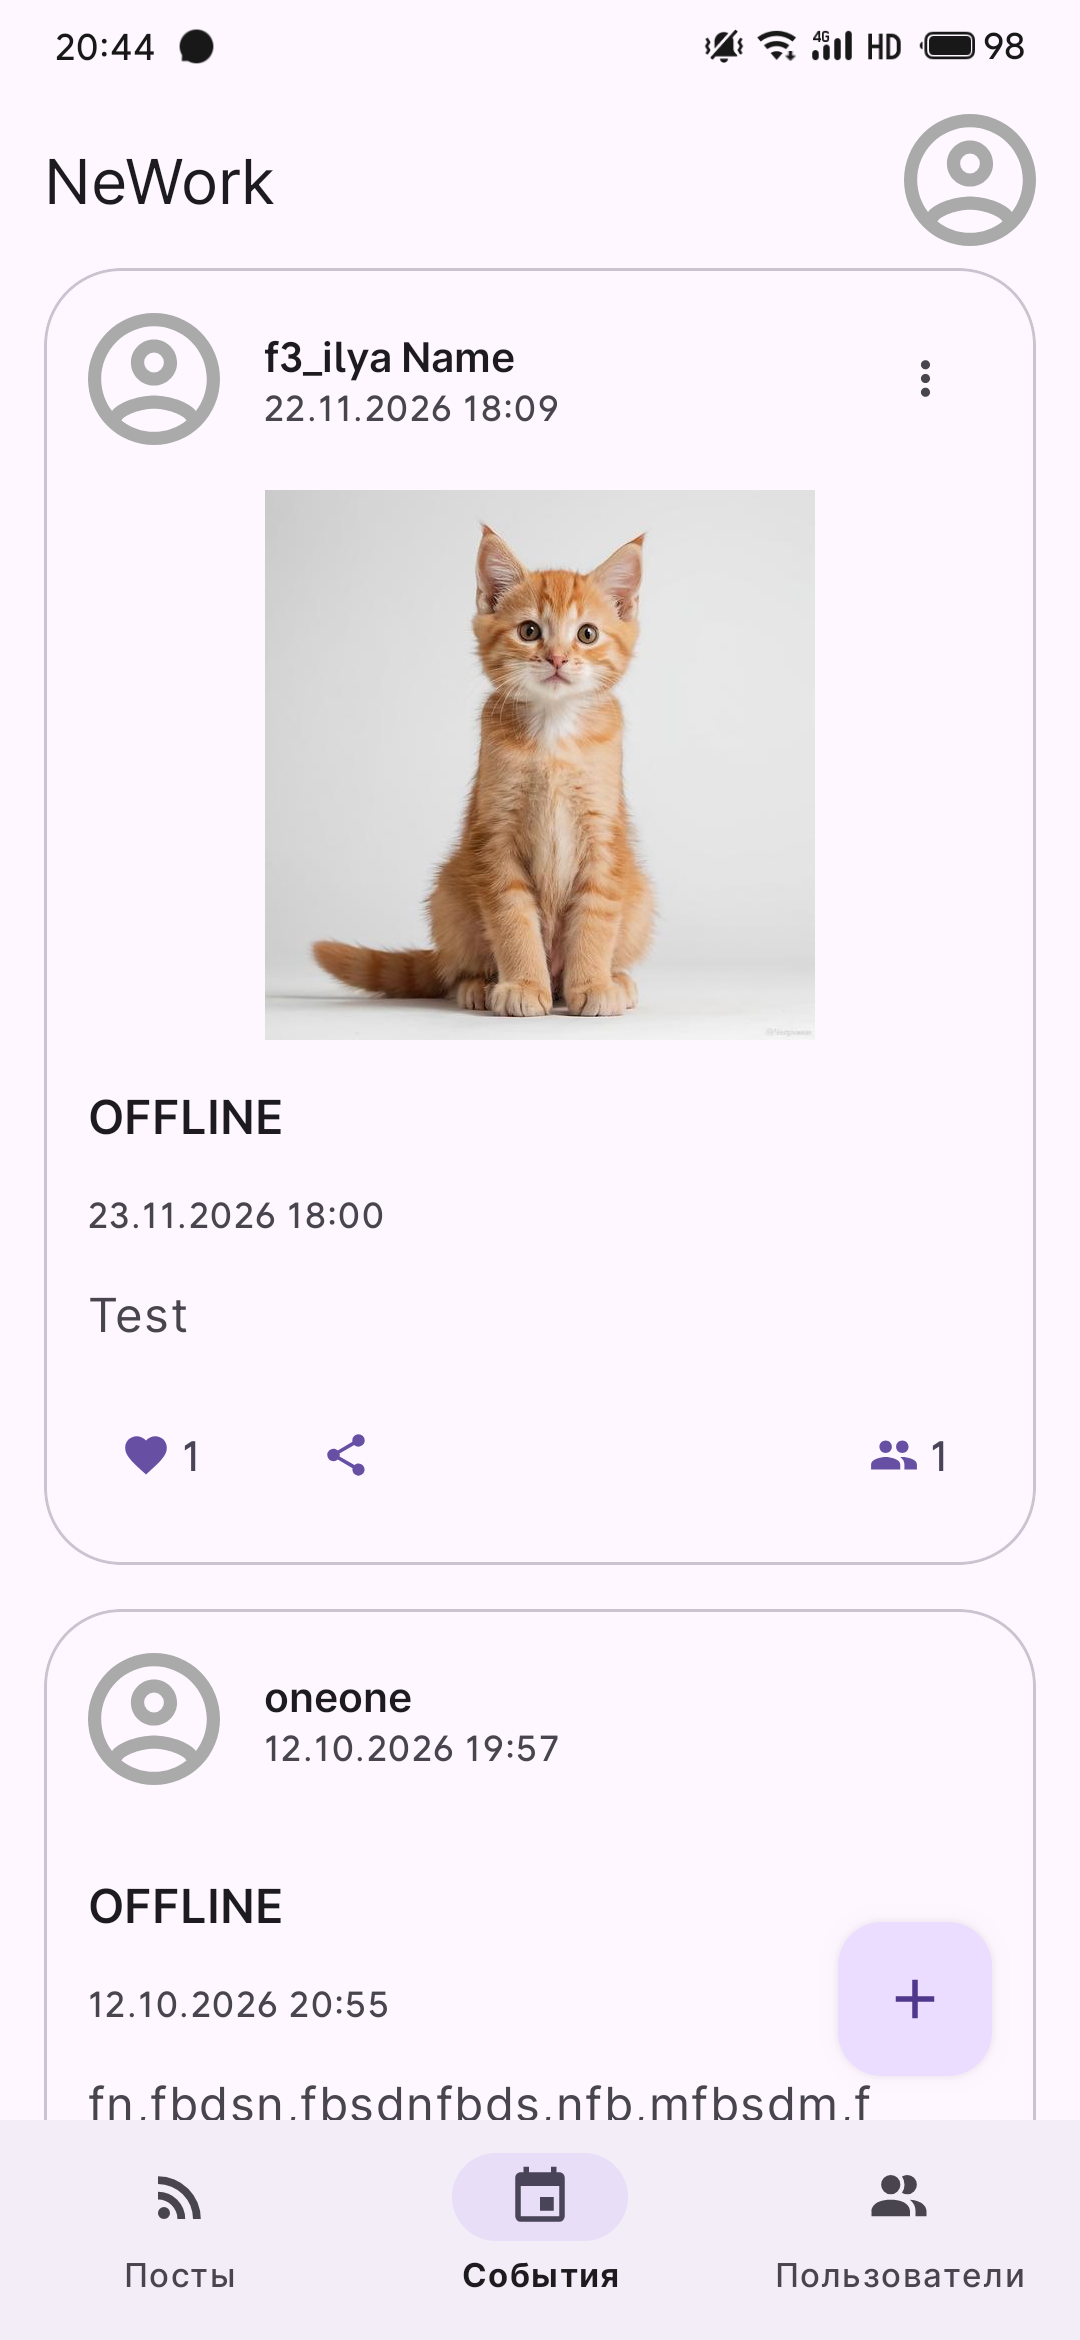 20:44 4G HD 98
NeWork
f3_ilya Name
22.11.2026 18:09
OFFLINE
23.11.2026 18:00
Test
1 1
oneone
12.10.2026 19:57
OFFLINE
12.10.2026 20:55
fn,fbdsn,fbsdnfbds,nfb,mfbsdm,f
Посты События Пользователи